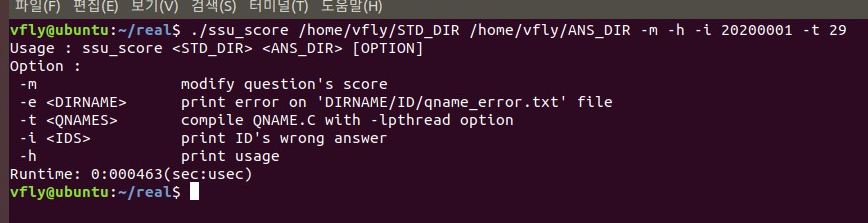 파일(F) 편집(E) 보기(V) 검색(S) 터미널(T) 도움말(H)
vfly@ubuntu:~/real$ ./ssu_score /home/vfly/STD_DIR /home/vfly/ANS_DIR -m -h -i 20200001 -t 29
Usage : ssu_score <STD_DIR> <ANS_DIR> [OPTION]
Option :
 -m                modify question's score
 -e <DIRNAME>      print error on 'DIRNAME/ID/qname_error.txt' file
 -t <QNAMES>       compile QNAME.C with -lpthread option
 -i <IDS>          print ID's wrong answer
 -h                print usage
Runtime: 0:000463(sec:usec)
vfly@ubuntu:~/real$